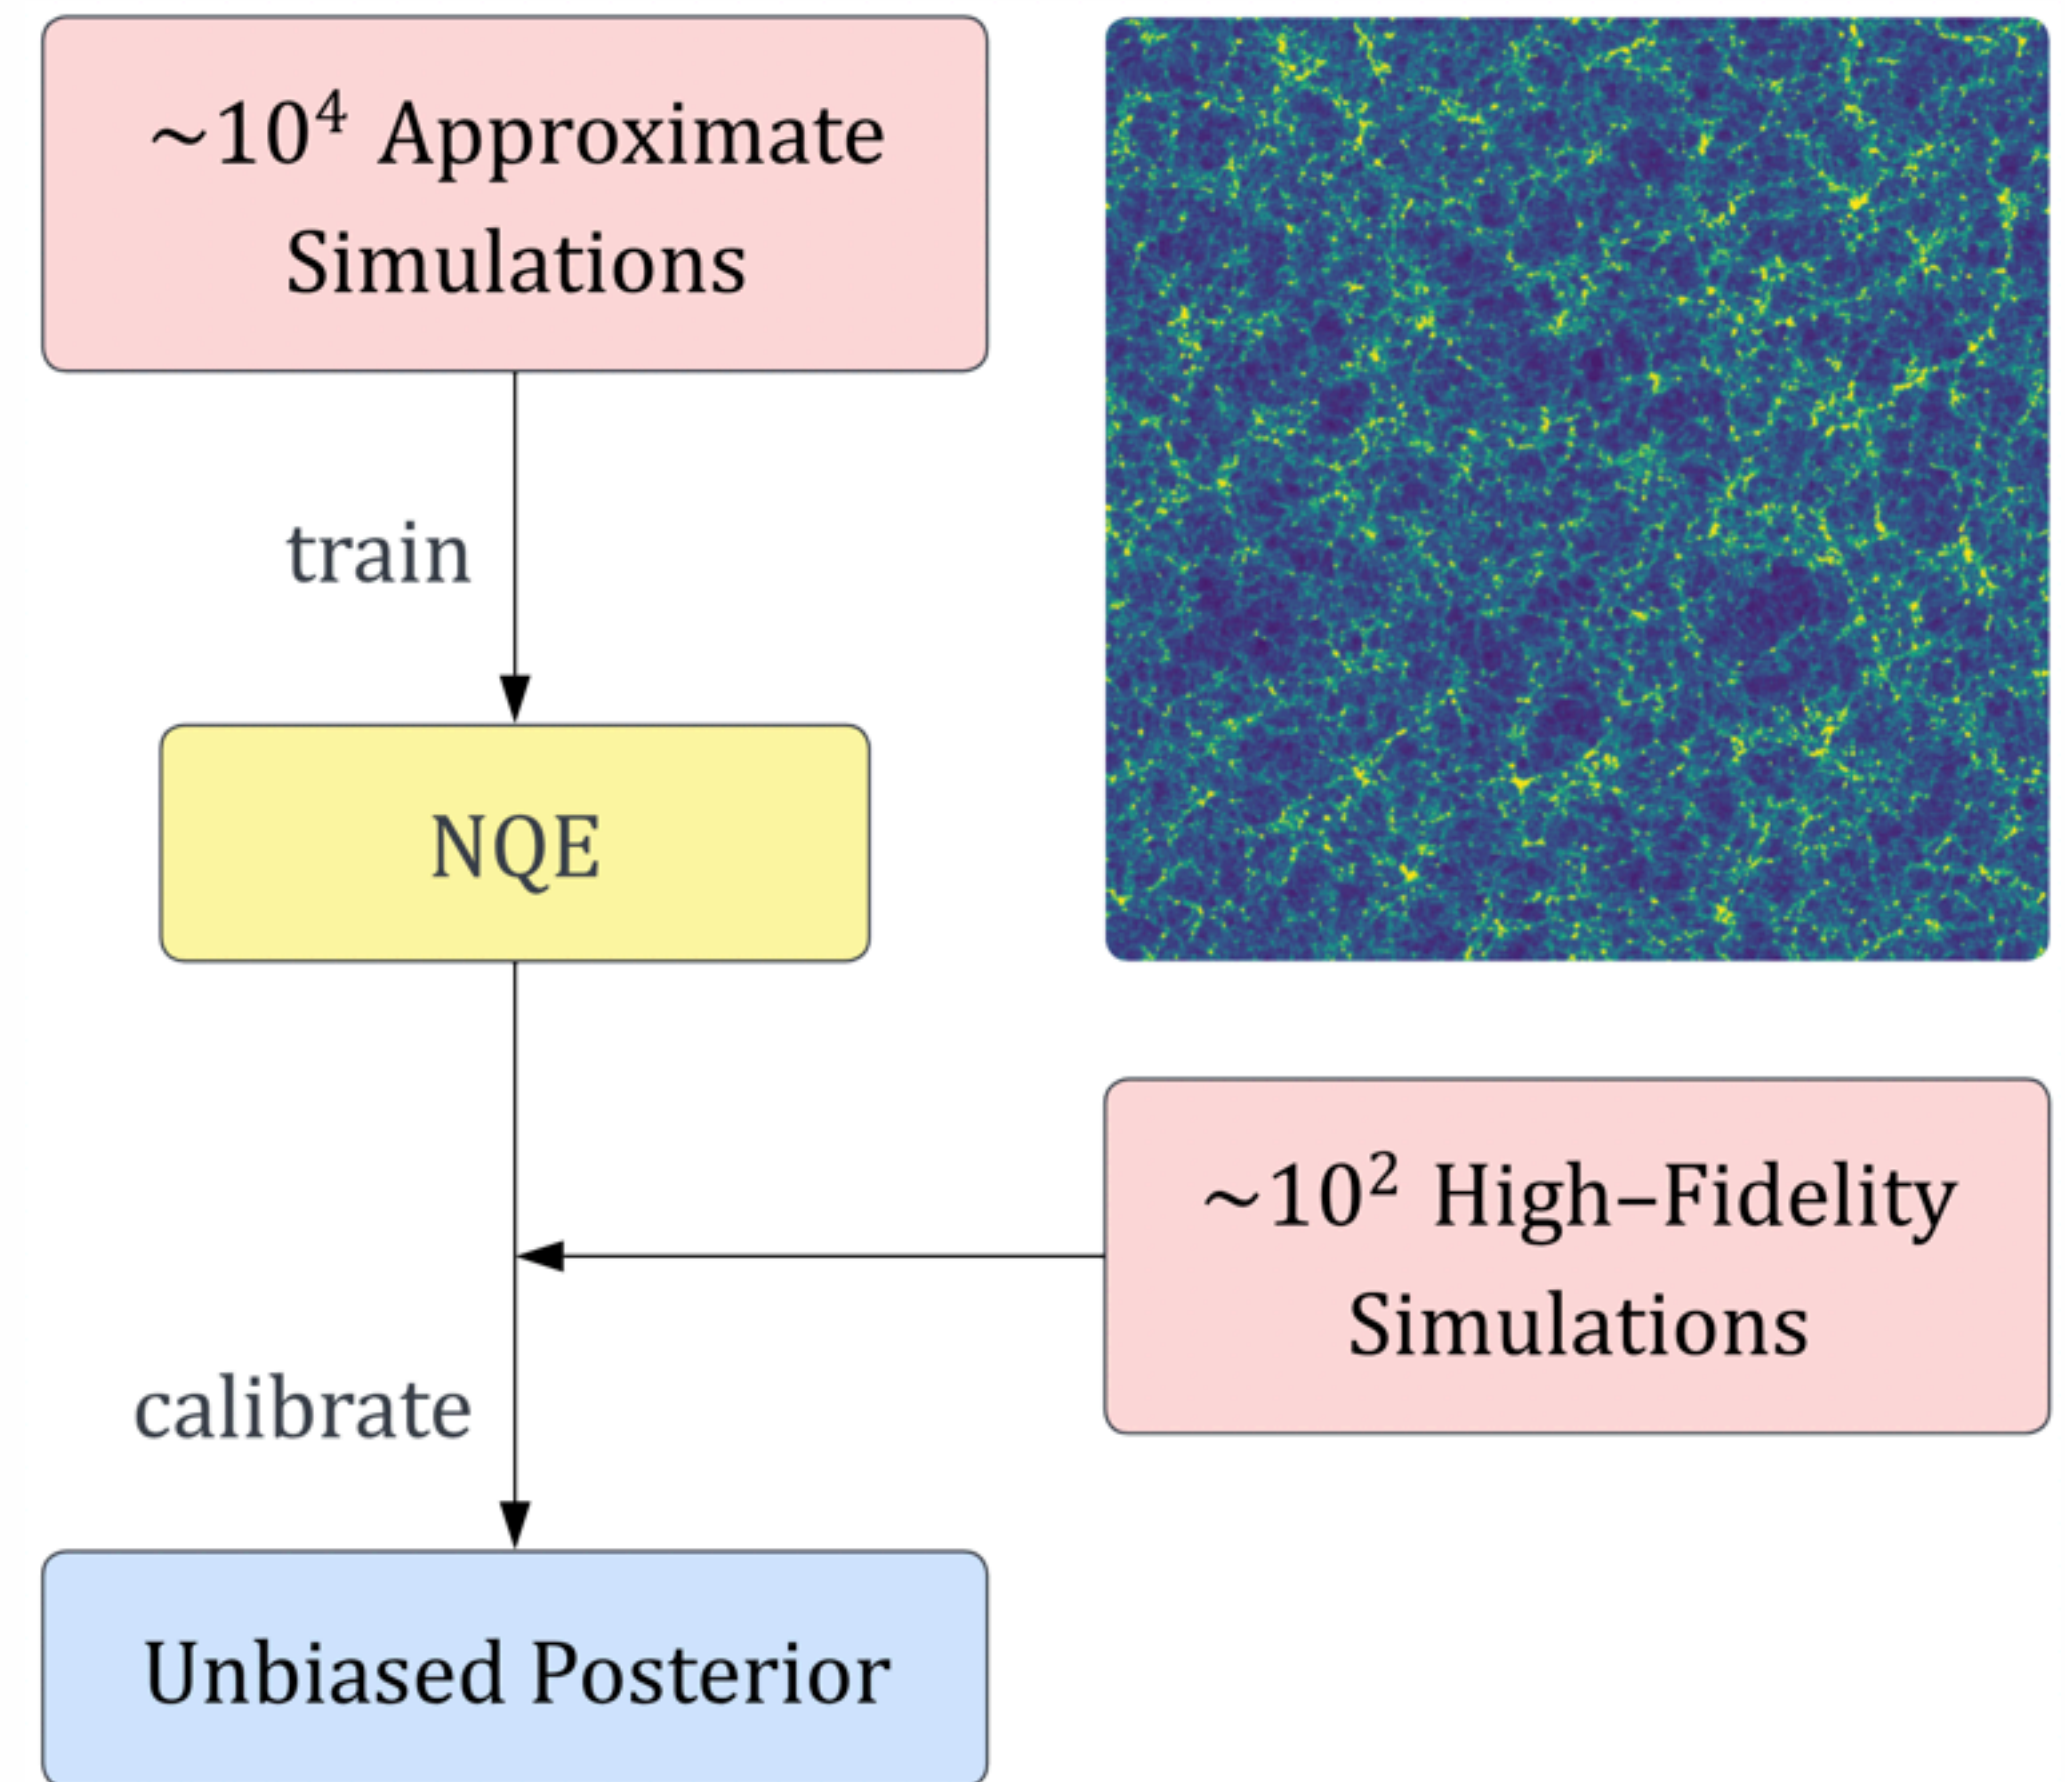 ~10⁴ Approximate
Simulations
train
NQE
~10² High–Fidelity
Simulations
calibrate
Unbiased Posterior